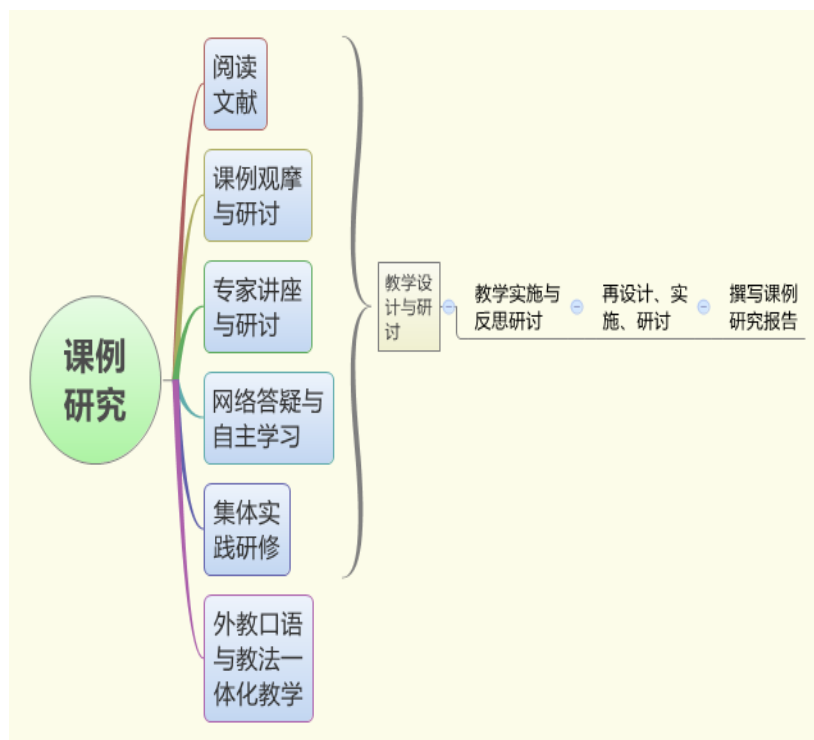 课例
研究
阅读
文献
课例观摩
与研讨
专家讲座
与研讨
网络答疑与
自主学习
集体实
践研修
外教口语
与教法一
体化教学
教学设
计与研
讨
教学实施与
反思研讨
再设计、实
施、研讨
撰写课例
研究报告